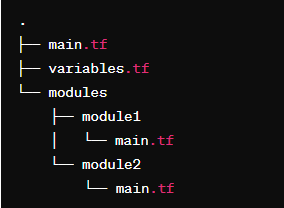 .
├── main.tf
├── variables.tf
└── modules
    ├── module1
    │   └── main.tf
    └── module2
        └── main.tf